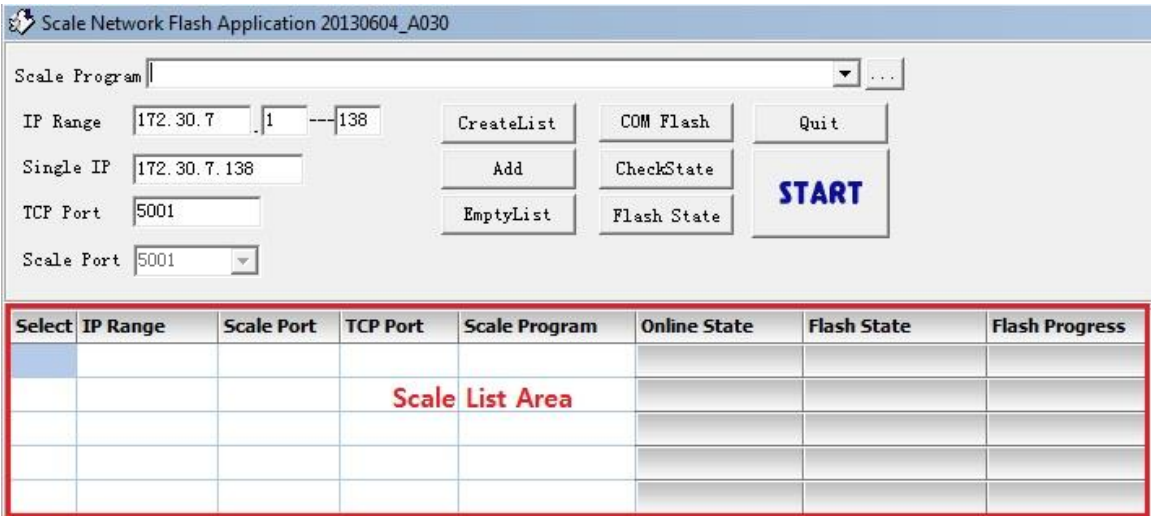 Scale Network Flash Application 20130604_A030
Scale Program ...
IP Range 172.30.7 . 1 --- 138 CreateList COM Flash Quit
Single IP 172.30.7.138 Add CheckState START
TCP Port 5001 EmptyList Flash State
Scale Port 5001
Select IP Range Scale Port TCP Port Scale Program Online State Flash State Flash Progress
Scale List Area